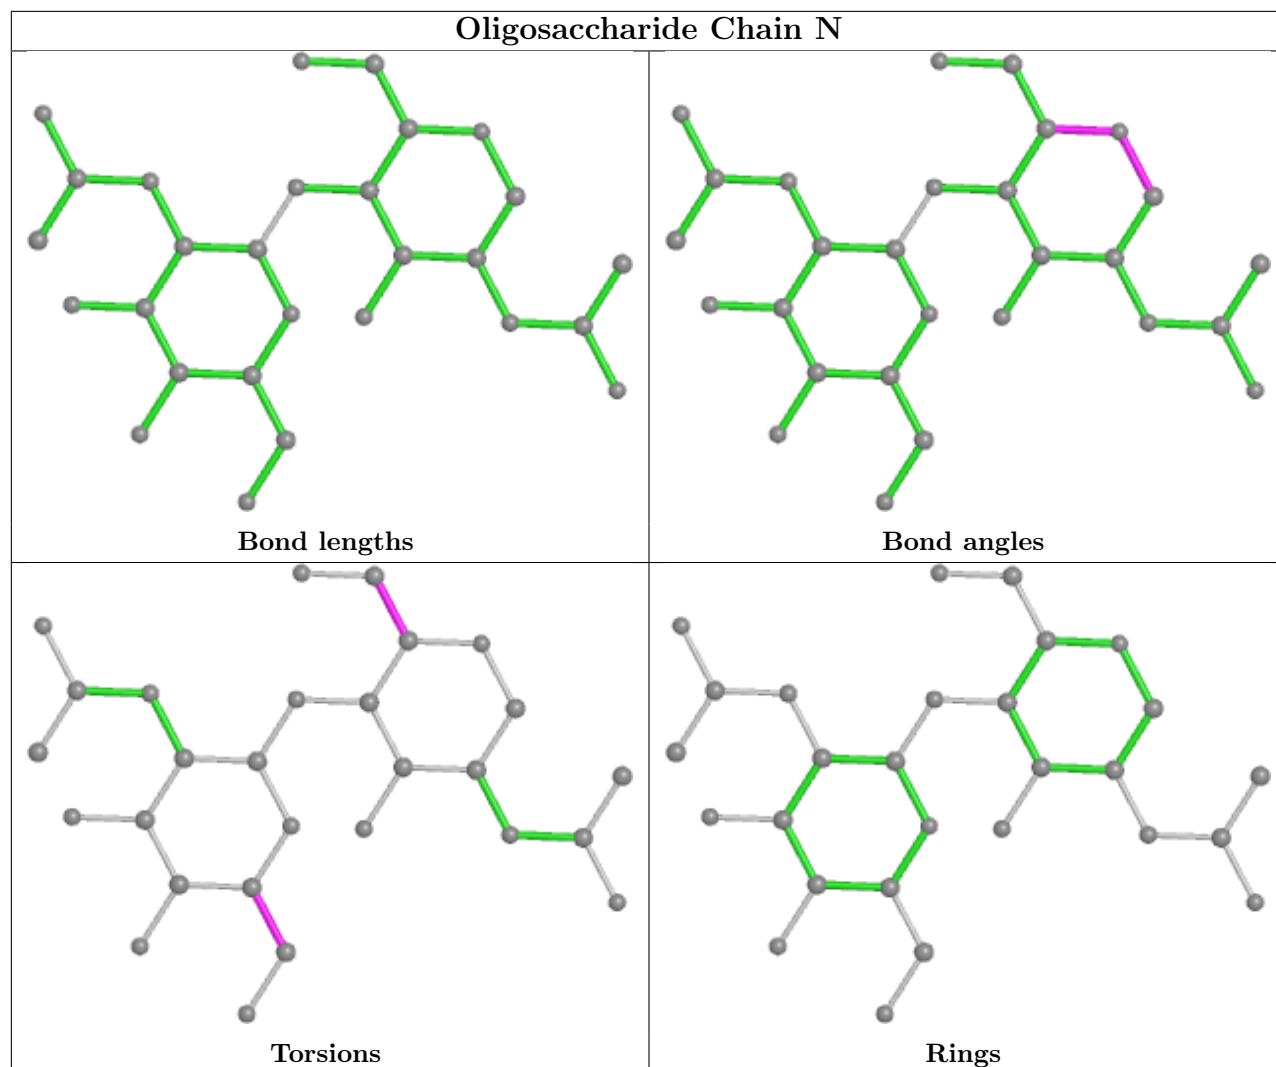 Oligosaccharide Chain N
Bond lengths
Bond angles
Torsions
Rings